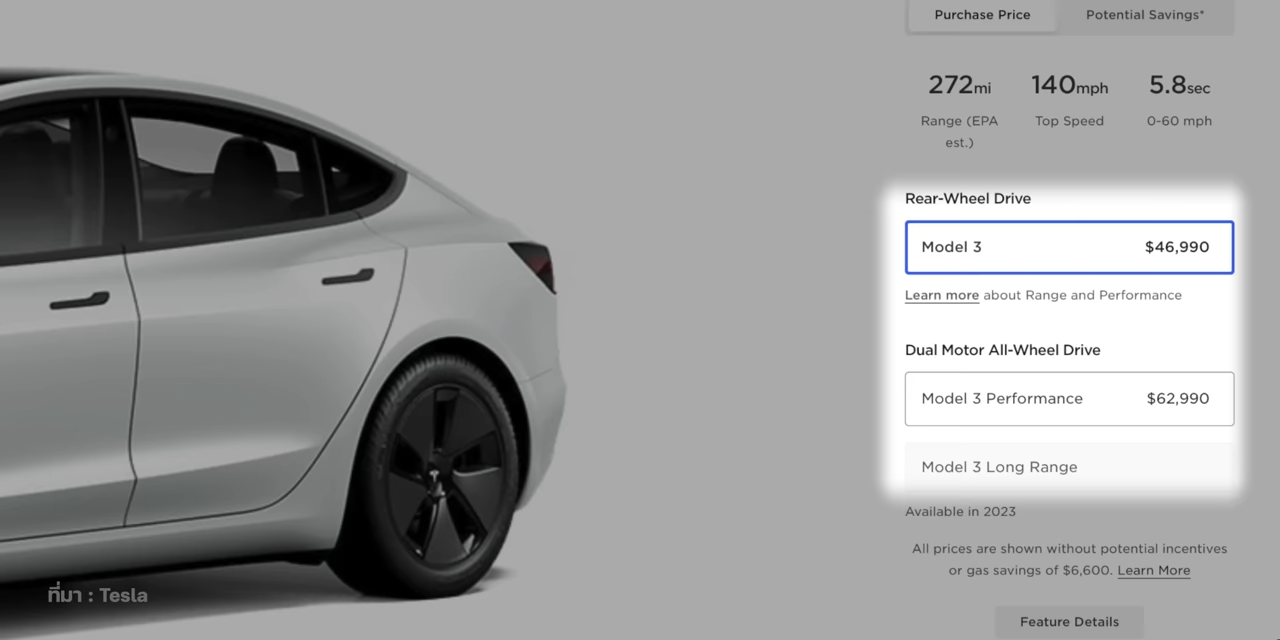 Purchase Price
Potential Savings*
272mi
140mph
5.8sec
Range (EPA
est.)
Top Speed
0-60 mph
Rear-Wheel Drive
Model 3
$46,990
Learn more about Range and Performance
Dual Motor All-Wheel Drive
Model 3 Performance
$62,990
Model 3 Long Range
Available in 2023
All prices are shown without potential incentives
or gas savings of $6,600. Learn More
Feature Details
ที่มา : Tesla